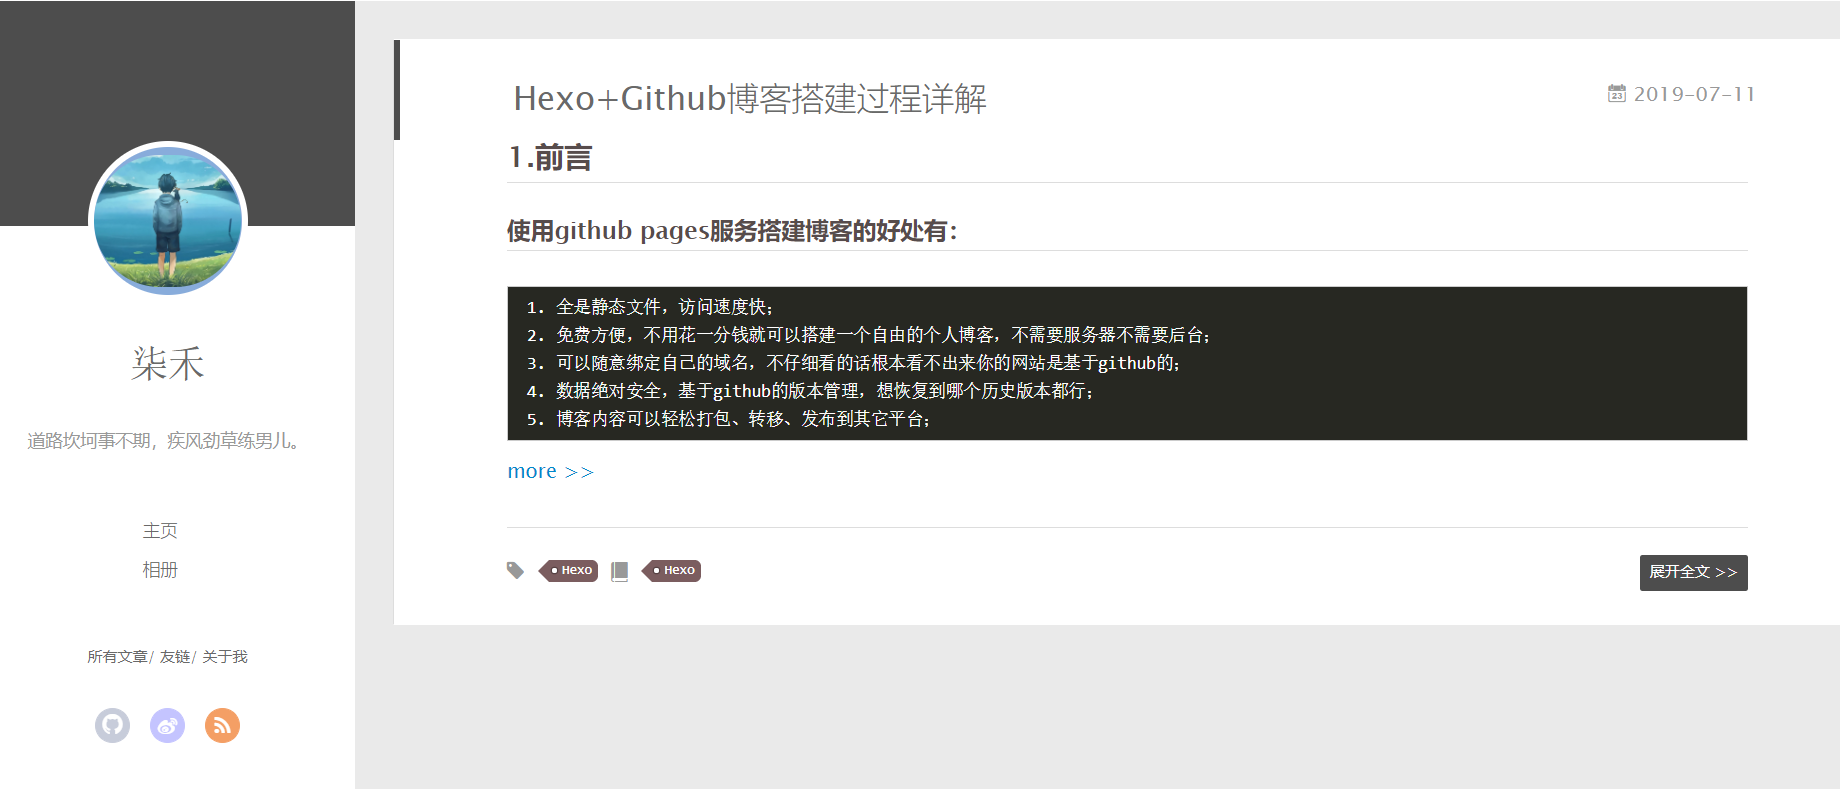 柒禾
道路坎坷事不期，疾风劲草练男儿。
主页
相册
所有文章/ 友链/ 关于我
Hexo+Github博客搭建过程详解
23 2019-07-11
1.前言
使用github pages服务搭建博客的好处有：
1. 全是静态文件，访问速度快；
2. 免费方便，不用花一分钱就可以搭建一个自由的个人博客，不需要服务器不需要后台；
3. 可以随意绑定自己的域名，不仔细看的话根本看不出来你的网站是基于github的；
4. 数据绝对安全，基于github的版本管理，想恢复到哪个历史版本都行；
5. 博客内容可以轻松打包、转移、发布到其它平台；
more >>
Hexo Hexo 展开全文 >>